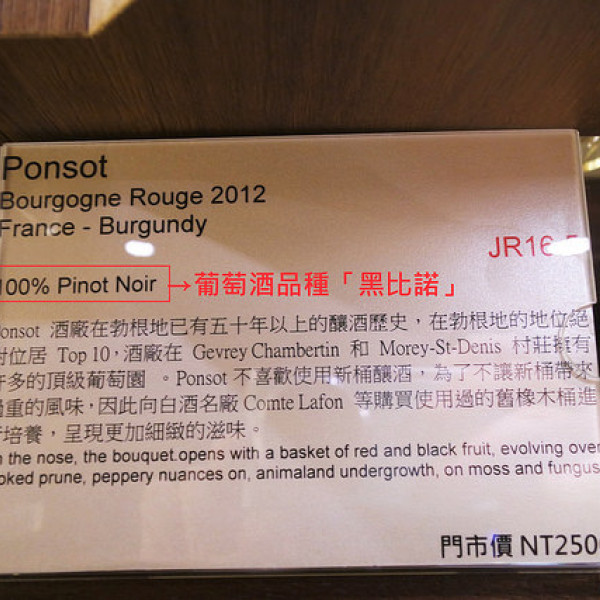 Ponsot
Bourgogne Rouge 2012
France - Burgundy
JR16.5
100% Pinot Noir →葡萄酒品種「黑比諾」
Ponsot 酒廠在勃根地已有五十年以上的釀酒歷史，在勃根地的地位絕
對位居 Top 10，酒廠在 Gevrey Chambertin 和 Morey-St-Denis 村莊擁有
許多的頂級葡萄園 。Ponsot 不喜歡使用新桶釀酒，為了不讓新桶帶來
過重的風味，因此向白酒名廠 Comte Lafon 等購買使用過的舊橡木桶進
行培養，呈現更加細緻的滋味。
On the nose, the bouquet.opens with a basket of red and black fruit, evolving over
prune, peppery nuances on, animaland undergrowth, on moss and fungus
門市價 NT250